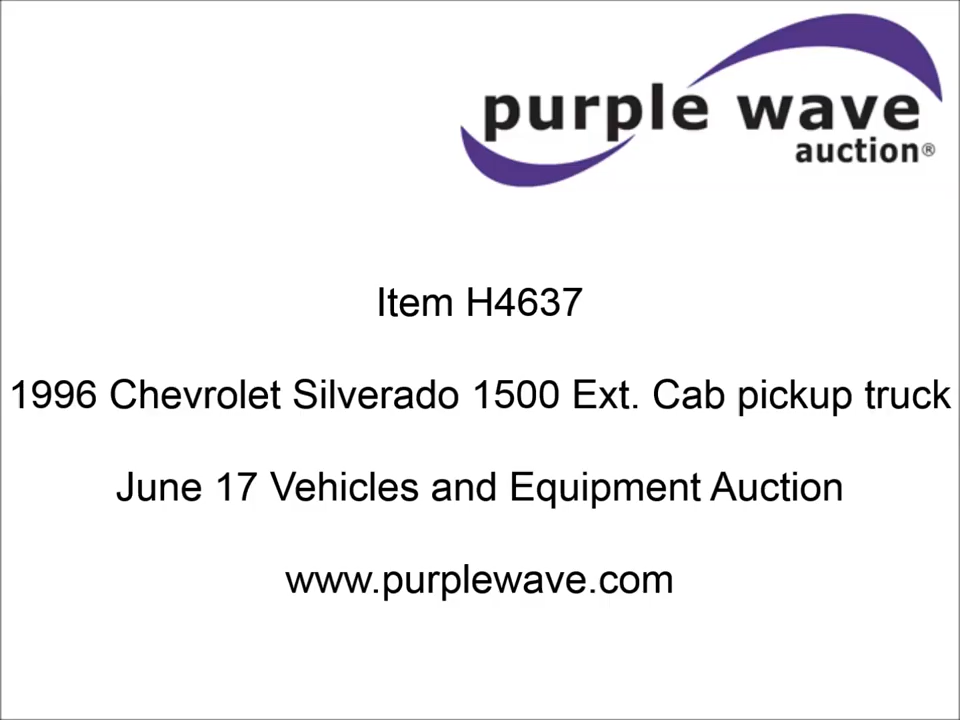 purple wave
auction®
Item H4637
1996 Chevrolet Silverado 1500 Ext. Cab pickup truck
June 17 Vehicles and Equipment Auction
www.purplewave.com